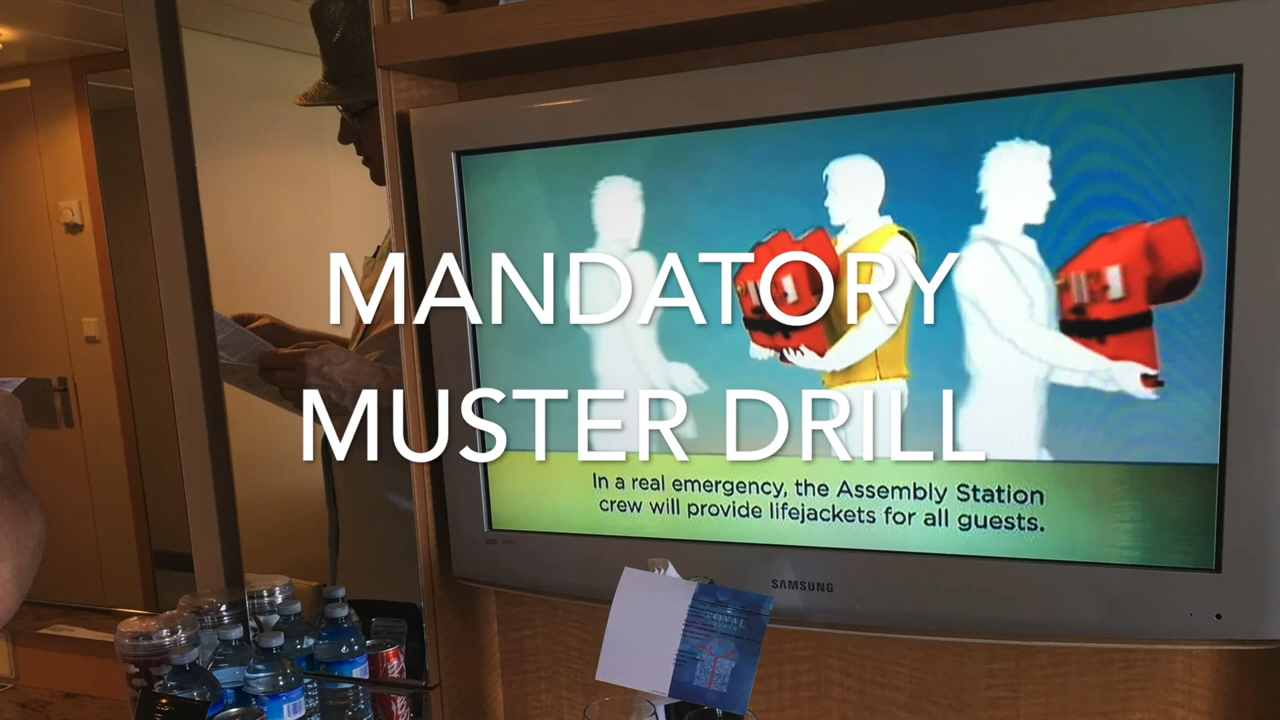 MANDATORY
MUSTER DRILL
In a real emergency, the Assembly Station
crew will provide lifejackets for all guests.
SAMSUNG